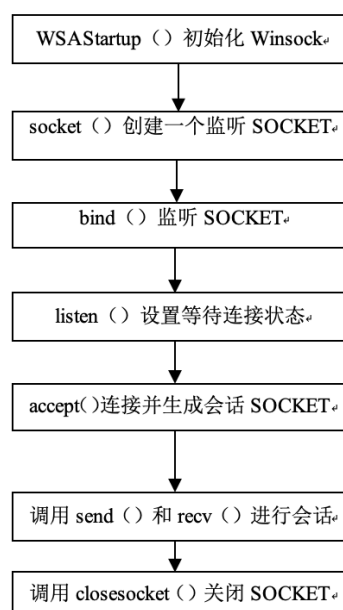 WSAStartup（）初始化 Winsock
socket（）创建一个监听 SOCKET
bind（）监听 SOCKET
listen（）设置等待连接状态
accept()连接并生成会话 SOCKET
调用 send（）和 recv（）进行会话
调用 closesocket（）关闭 SOCKET